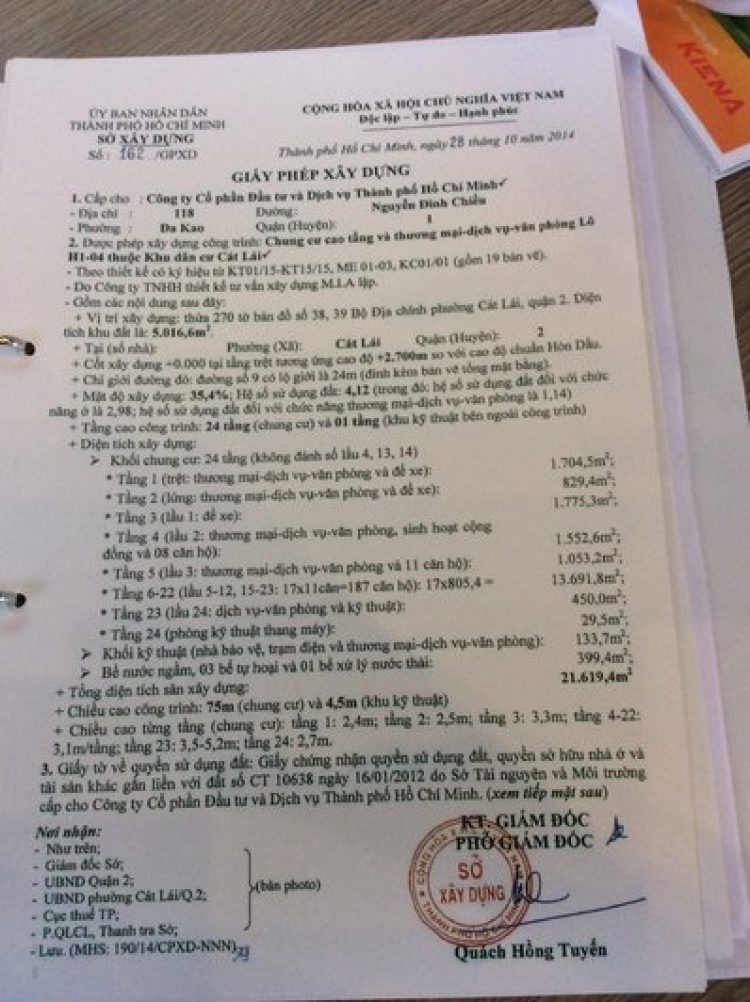 KIENA
ỦY BAN NHÂN DÂN
THÀNH PHỐ HỒ CHÍ MINH
SỞ XÂY DỰNG
Số: 162 /GPXD
CỘNG HÒA XÃ HỘI CHỦ NGHĨA VIỆT NAM
Độc lập – Tự do – Hạnh phúc
Thành phố Hồ Chí Minh, ngày 28 tháng 10 năm 2014
GIẤY PHÉP XÂY DỰNG
1. Cấp cho : Công ty Cổ phần Đầu tư và Dịch vụ Thành phố Hồ Chí Minh
- Địa chỉ : 118 Đường: Nguyễn Đình Chiểu
- Phường : Đa Kao Quận (Huyện): 1
2. Được phép xây dựng công trình: Chung cư cao tầng và thương mại-dịch vụ-văn phòng Lô
H1-04 thuộc Khu dân cư Cát Lái
- Theo thiết kế có ký hiệu từ KT01/15-KT15/15, ME 01-03, KC01/01 (gồm 19 bản vẽ).
- Do Công ty TNHH thiết kế tư vấn xây dựng M.I.A lập.
- Gồm các nội dung sau đây:
+ Vị trí xây dựng: thửa 270 tờ bản đồ số 38, 39 Bộ Địa chính phường Cát Lái, quận 2. Diện
tích khu đất là: 5.016,6m².
+ Tại (số nhà): Phường (Xã): Cát Lái Quận (Huyện): 2
+ Cốt xây dựng +0.000 tại tầng trệt tương ứng cao độ +2.700m so với cao độ chuẩn Hòn Dấu.
+ Chỉ giới đường đỏ: đường số 9 có lộ giới là 24m (đính kèm bản vẽ tổng mặt bằng).
+ Mật độ xây dựng: 35,4%; Hệ số sử dụng đất: 4,12 (trong đó: hệ số sử dụng đất đối với chức
năng ở là 2,98; hệ số sử dụng đất đối với chức năng thương mại-dịch vụ-văn phòng là 1,14)
+ Tầng cao công trình: 24 tầng (chung cư) và 01 tầng (khu kỹ thuật bên ngoài công trình)
+ Diện tích xây dựng:
➢ Khối chung cư: 24 tầng (không đánh số lầu 4, 13, 14)
* Tầng 1 (trệt: thương mại-dịch vụ-văn phòng và để xe): 1.704,5m²;
* Tầng 2 (lửng: thương mại-dịch vụ-văn phòng và để xe): 829,4m²;
* Tầng 3 (lầu 1: để xe): 1.775,3m²;
* Tầng 4 (lầu 2: thương mại-dịch vụ-văn phòng, sinh hoạt cộng
đồng và 08 căn hộ): 1.552,6m²;
* Tầng 5 (lầu 3: thương mại-dịch vụ-văn phòng và 11 căn hộ): 1.053,2m²;
* Tầng 6-22 (lầu 5-12, 15-23: 17x11căn=187 căn hộ): 17x805,4 = 13.691,8m²;
* Tầng 23 (lầu 24: dịch vụ-văn phòng và kỹ thuật): 450,0m²;
* Tầng 24 (phòng kỹ thuật thang máy): 29,5m²;
➢ Khối kỹ thuật (nhà bảo vệ, trạm điện và thương mại-dịch vụ-văn phòng): 133,7m²;
➢ Bể nước ngầm, 03 bể tự hoại và 01 bể xử lý nước thải: 399,4m²;
+ Tổng diện tích sàn xây dựng: 21.619,4m²
+ Chiều cao công trình: 75m (chung cư) và 4,5m (khu kỹ thuật)
+ Chiều cao từng tầng (chung cư): tầng 1: 2,4m; tầng 2: 2,5m; tầng 3: 3,3m; tầng 4-22:
3,1m/tầng; tầng 23: 3,5-5,2m; tầng 24: 2,7m.
3. Giấy tờ về quyền sử dụng đất: Giấy chứng nhận quyền sử dụng đất, quyền sở hữu nhà ở và
tài sản khác gắn liền với đất số CT 10638 ngày 16/01/2012 do Sở Tài nguyên và Môi trường
cấp cho Công ty Cổ phần Đầu tư và Dịch vụ Thành phố Hồ Chí Minh. (xem tiếp mặt sau)
Nơi nhận:
- Như trên;
- Giám đốc Sở;
- UBND Quận 2;
- UBND phường Cát Lái/Q.2;
- Cục thuế TP;
- P.QLCL, Thanh tra Sở;
- Lưu. (MHS: 190/14/CPXD-NNN)
(bản photo)
KT. GIÁM ĐỐC
PHÓ GIÁM ĐỐC
SỞ
XÂY DỰNG
THÀNH PHỐ HỒ CHÍ MINH
Quách Hồng Tuyến